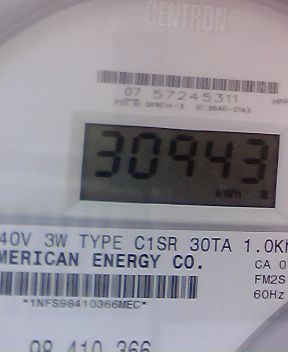 CENTRON®
07 57245311
30943
kWh
40V 3W TYPE C1SR 30TA 1.0K
MERICAN ENERGY CO.
CA 0
FM2S
60Hz
*1NFS98410366MEC*
98 410 366